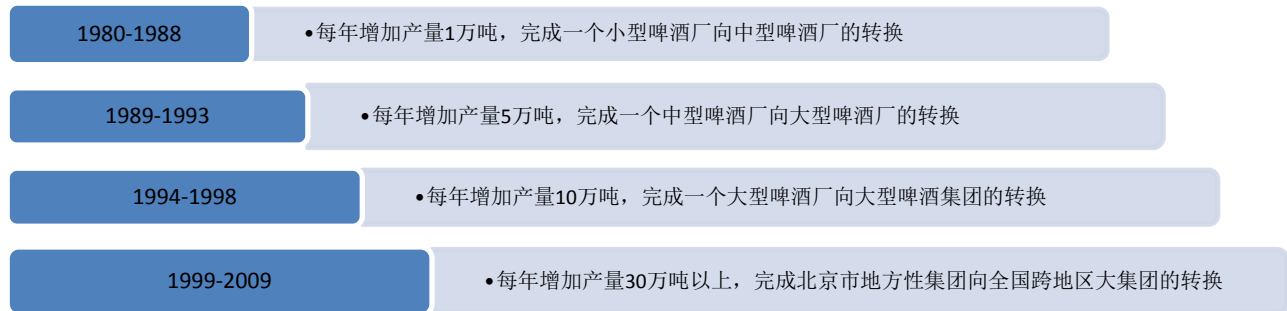 1980-1988
•每年增加产量1万吨，完成一个小型啤酒厂向中型啤酒厂的转换
1989-1993
•每年增加产量5万吨，完成一个中型啤酒厂向大型啤酒厂的转换
1994-1998
•每年增加产量10万吨，完成一个大型啤酒厂向大型啤酒集团的转换
1999-2009
•每年增加产量30万吨以上，完成北京市地方性集团向全国跨地区大集团的转换